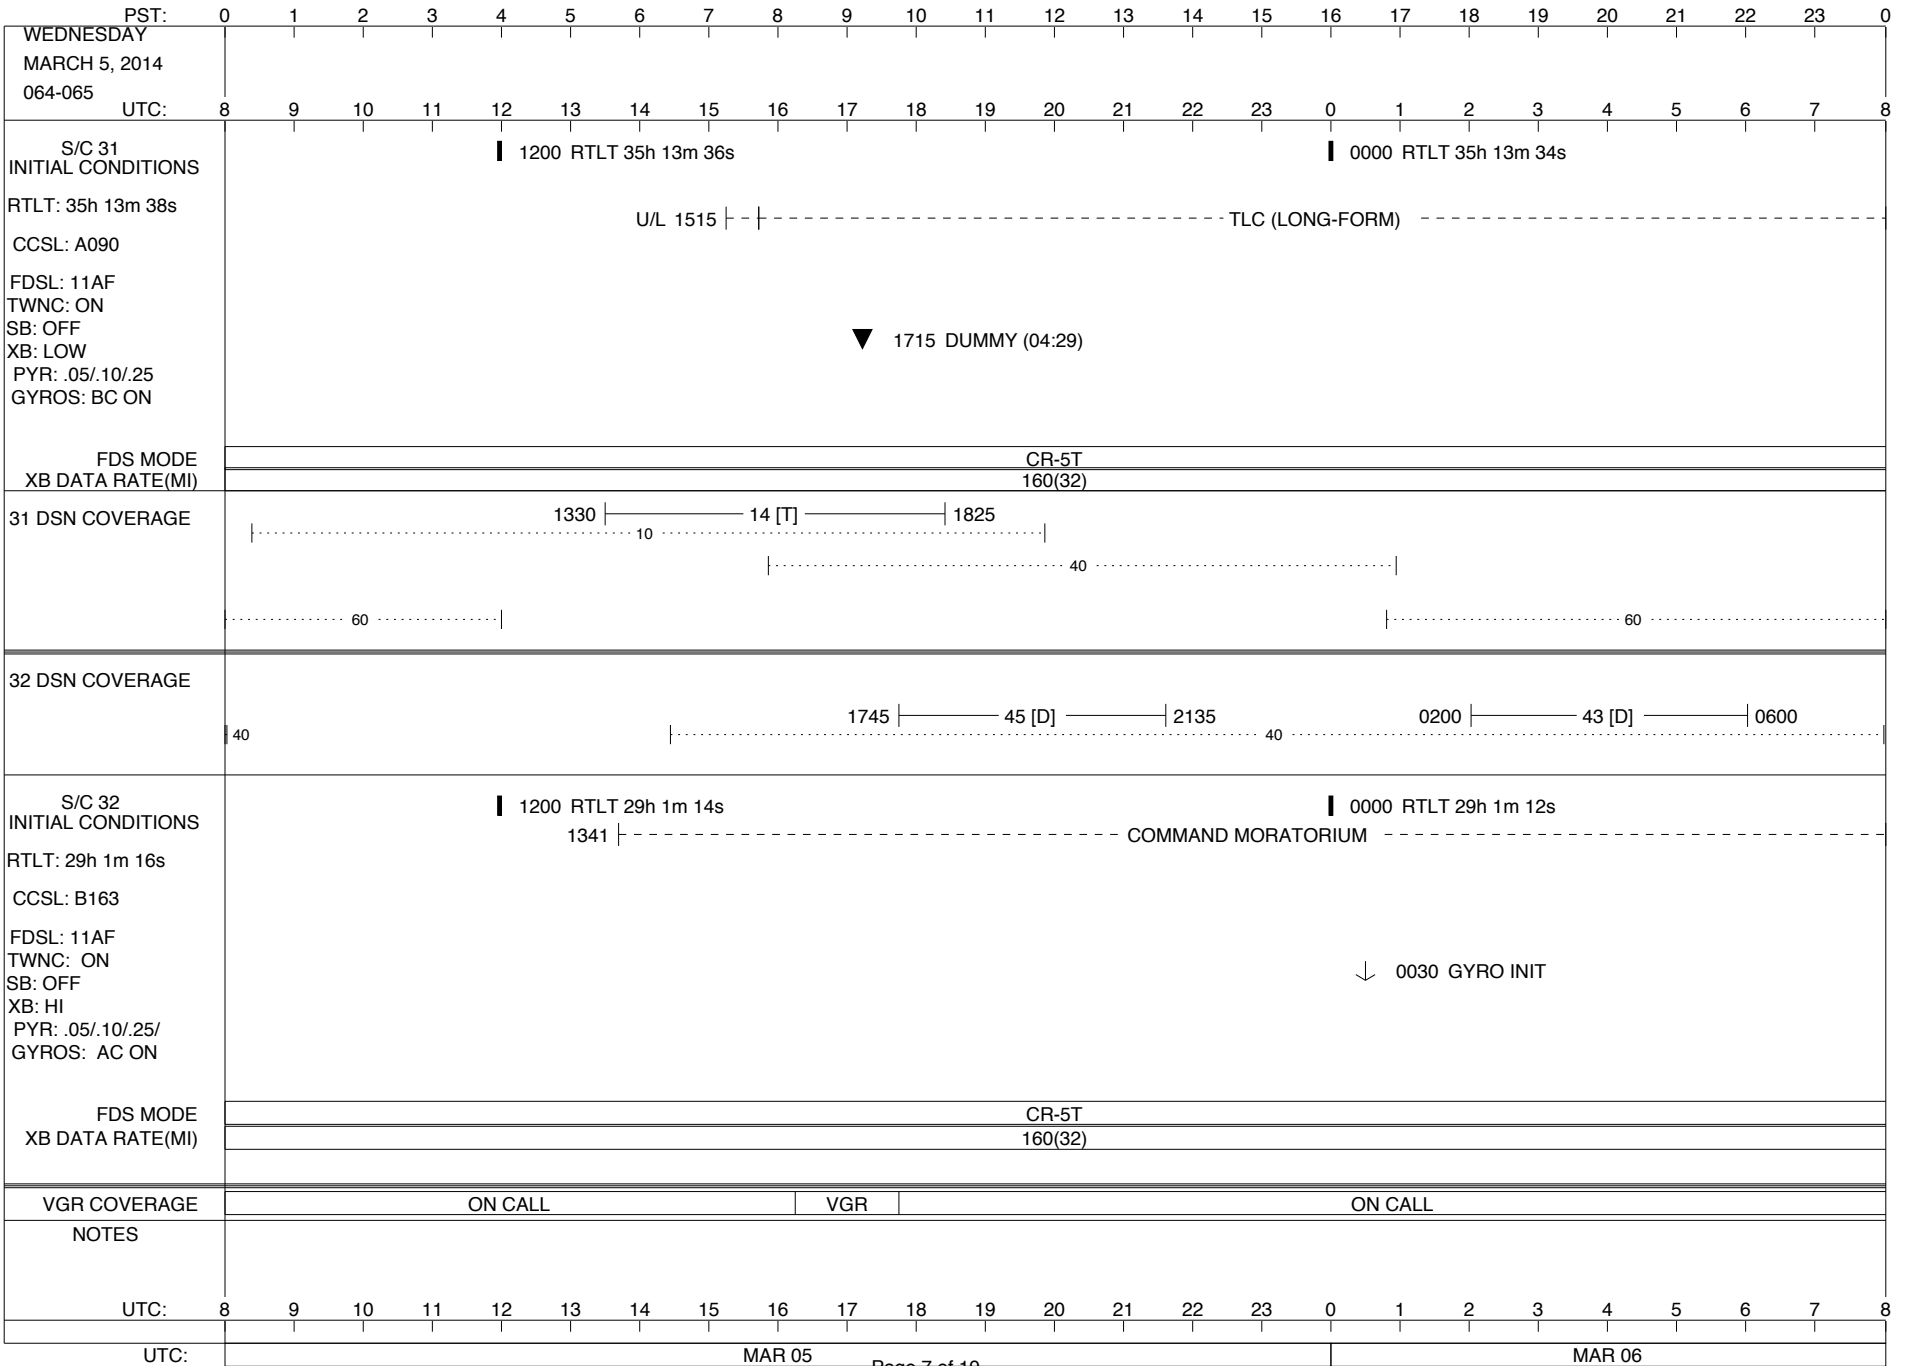 PST: 0 1 2 3 4 5 6 7 8 9 10 11 12 13 14 15 16 17 18 19 20 21 22 23 0
WEDNESDAY
MARCH 5, 2014
064-065
UTC: 8 9 10 11 12 13 14 15 16 17 18 19 20 21 22 23 0 1 2 3 4 5 6 7 8
S/C 31
INITIAL CONDITIONS
1200 RTLT 35h 13m 36s
0000 RTLT 35h 13m 34s
RTLT: 35h 13m 38s
U/L 1515
TLC (LONG-FORM)
CCSL: A090
FDSL: 11AF
TWNC: ON
SB: OFF
XB: LOW
1715 DUMMY (04:29)
PYR: .05/.10/.25
GYROS: BC ON
FDS MODE
CR-5T
XB DATA RATE(MI)
160(32)
31 DSN COVERAGE
1330 14 [T] 1825
10
40
60 60
32 DSN COVERAGE
1745 45 [D] 2135 0200 43 [D] 0600
40 40
S/C 32
INITIAL CONDITIONS
1200 RTLT 29h 1m 14s
0000 RTLT 29h 1m 12s
1341 COMMAND MORATORIUM
RTLT: 29h 1m 16s
CCSL: B163
FDSL: 11AF
TWNC: ON
SB: OFF
XB: HI
0030 GYRO INIT
PYR: .05/.10/.25/
GYROS: AC ON
FDS MODE
CR-5T
XB DATA RATE(MI)
160(32)
VGR COVERAGE
ON CALL VGR ON CALL
NOTES
UTC: 8 9 10 11 12 13 14 15 16 17 18 19 20 21 22 23 0 1 2 3 4 5 6 7 8
UTC: MAR 05 MAR 06
Page 7 of